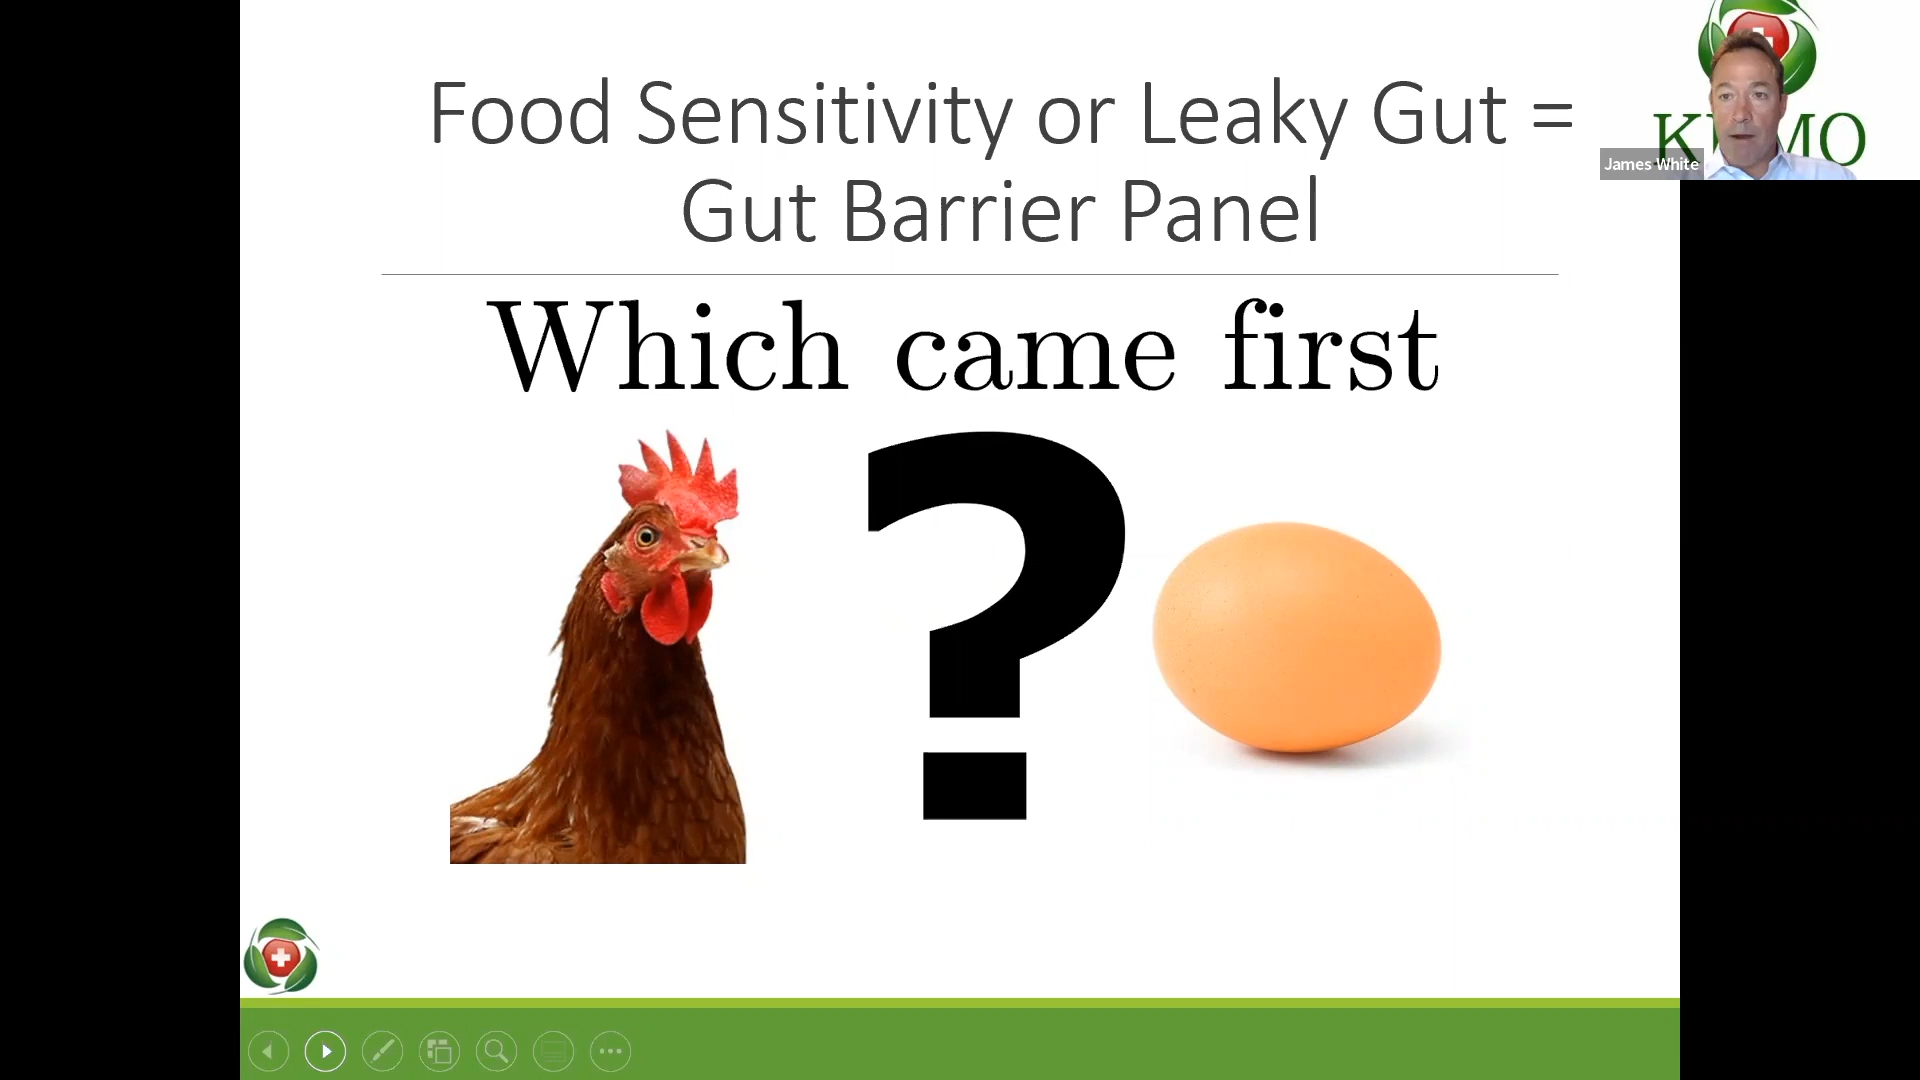 Food Sensitivity or Leaky Gut =
Gut Barrier Panel
Which came first
?
James White